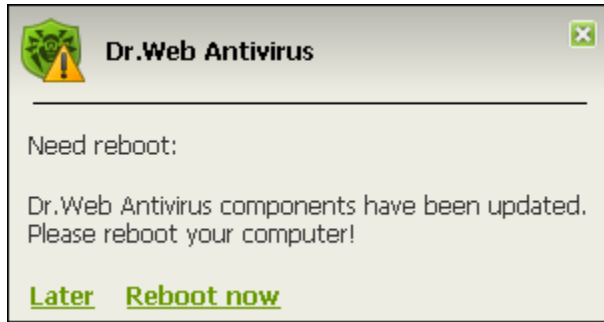 Dr.Web Antivirus
Need reboot:
Dr.Web Antivirus components have been updated.
Please reboot your computer!
Later Reboot now